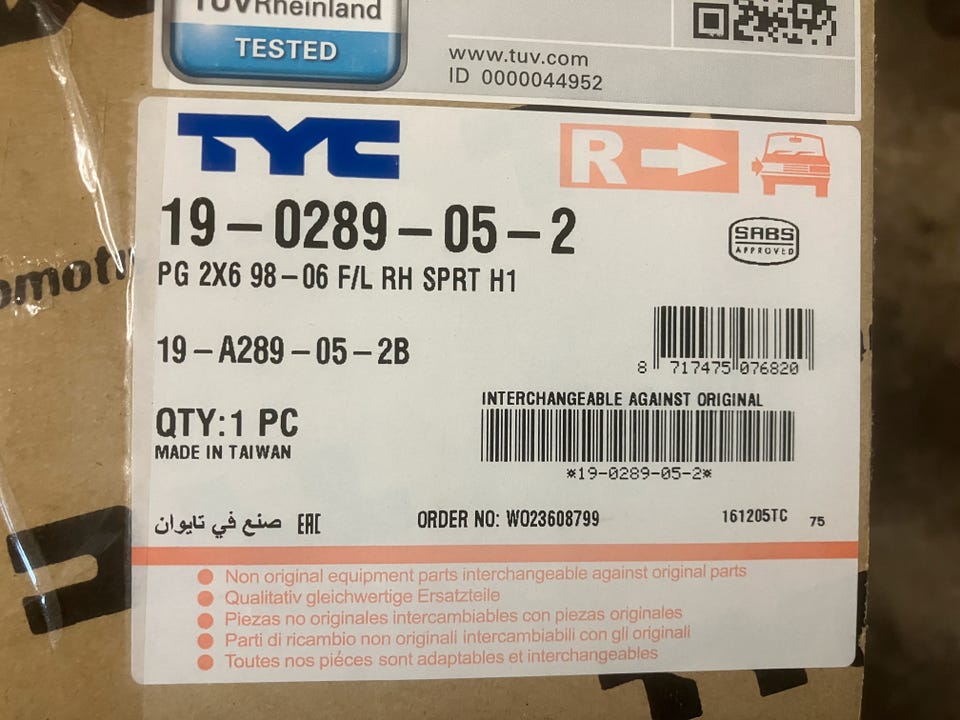 TÜVRheinland
TESTED
www.tuv.com
ID 0000044952
TYC
R
19-0289-05-2
SABS
APPROVED
PG 2X6 98-06 F/L RH SPRT H1
19-A289-05-2B
8 717475 076820
INTERCHANGEABLE AGAINST ORIGINAL
QTY:1 PC
MADE IN TAIWAN
*19-0289-05-2*
صنع في تايوان EAC
ORDER NO: WO23608799
161205TC 75
Non original equipment parts interchangeable against original parts
Qualitativ gleichwertige Ersatzteile
Piezas no originales intercambiables con piezas originales
Parti di ricambio non originali intercambiabili con gli originali
Toutes nos piéces sont adaptables et interchangeables